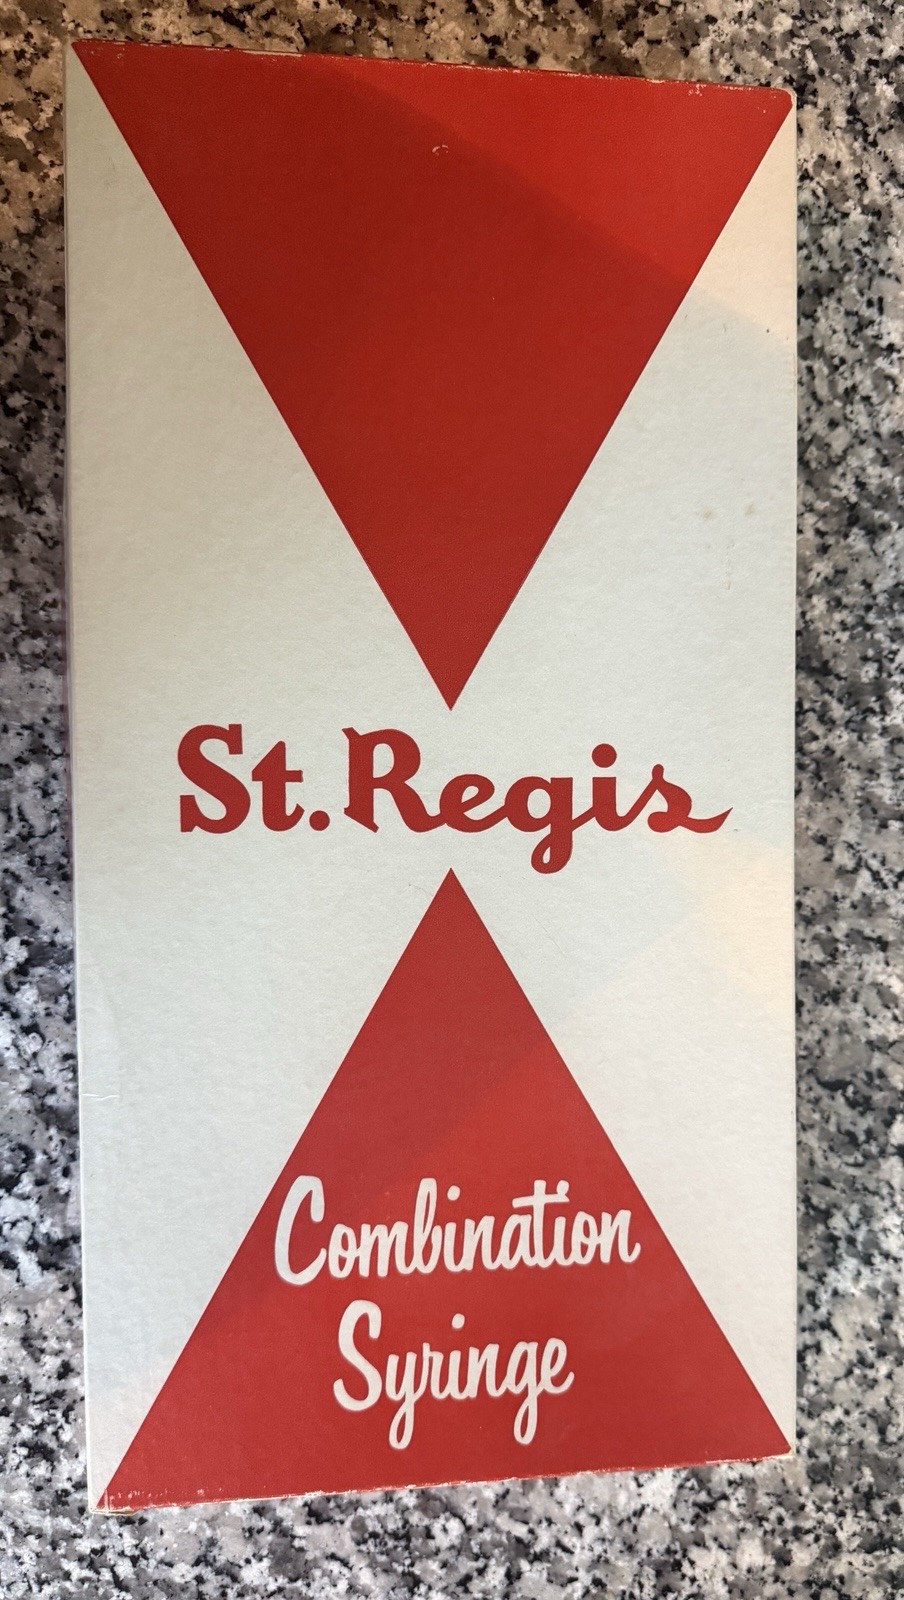 St. Regis
Combination
Syringe